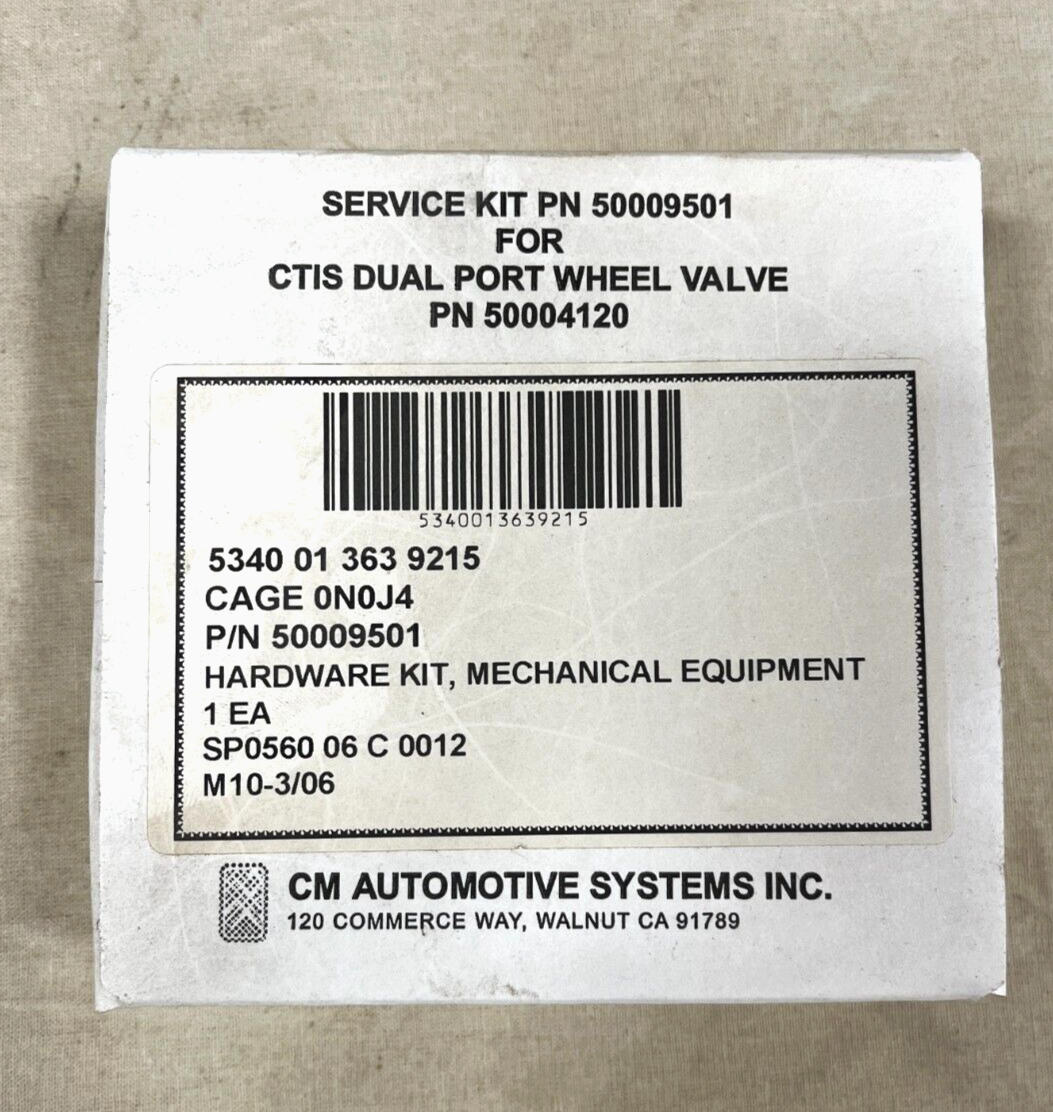 SERVICE KIT PN 50009501
FOR
CTIS DUAL PORT WHEEL VALVE
PN 50004120
5340013639215
5340 01 363 9215
CAGE 0N0J4
P/N 50009501
HARDWARE KIT, MECHANICAL EQUIPMENT
1 EA
SP0560 06 C 0012
M10-3/06
CM AUTOMOTIVE SYSTEMS INC.
120 COMMERCE WAY, WALNUT CA 91789